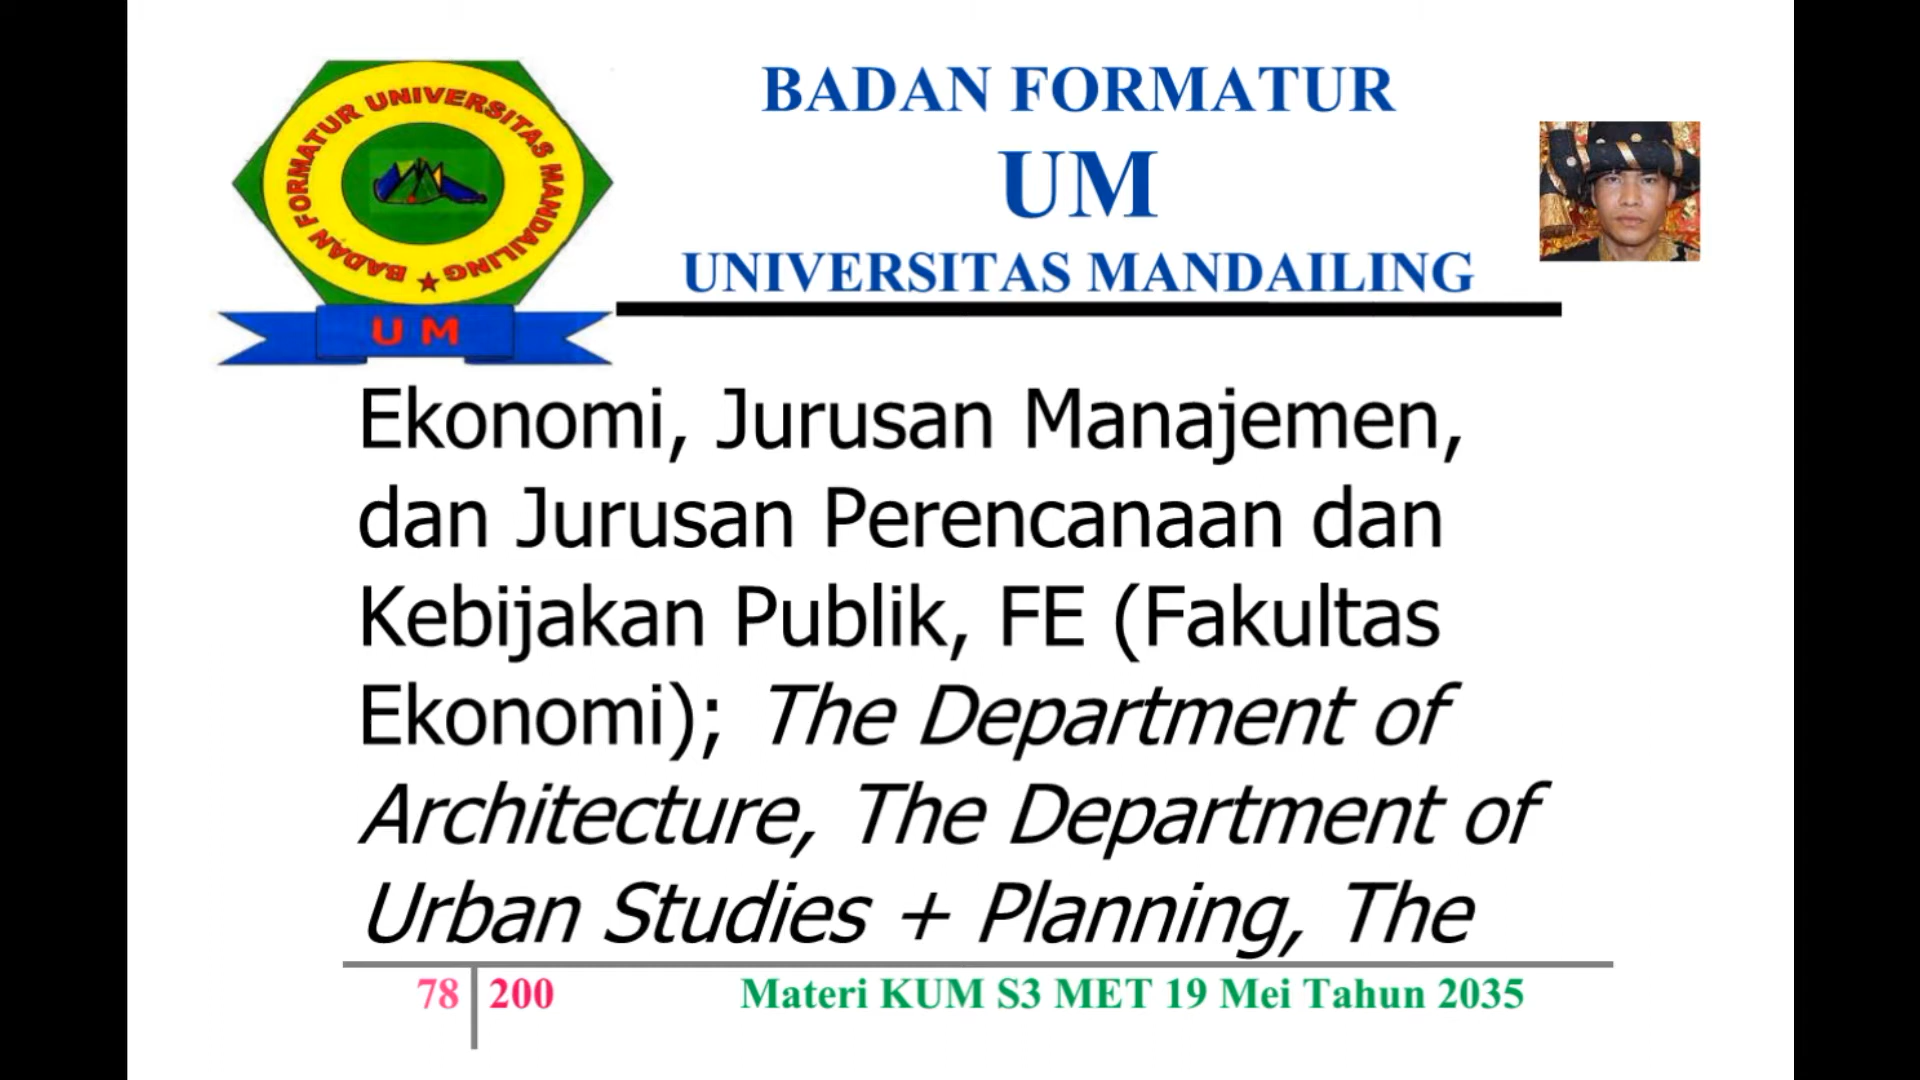 BADAN FORMATUR UNIVERSITAS MANDAILING
U M
BADAN FORMATUR
UM
UNIVERSITAS MANDAILING
Ekonomi, Jurusan Manajemen,
dan Jurusan Perencanaan dan
Kebijakan Publik, FE (Fakultas
Ekonomi); The Department of
Architecture, The Department of
Urban Studies + Planning, The
78 200 Materi KUM S3 MET 19 Mei Tahun 2035